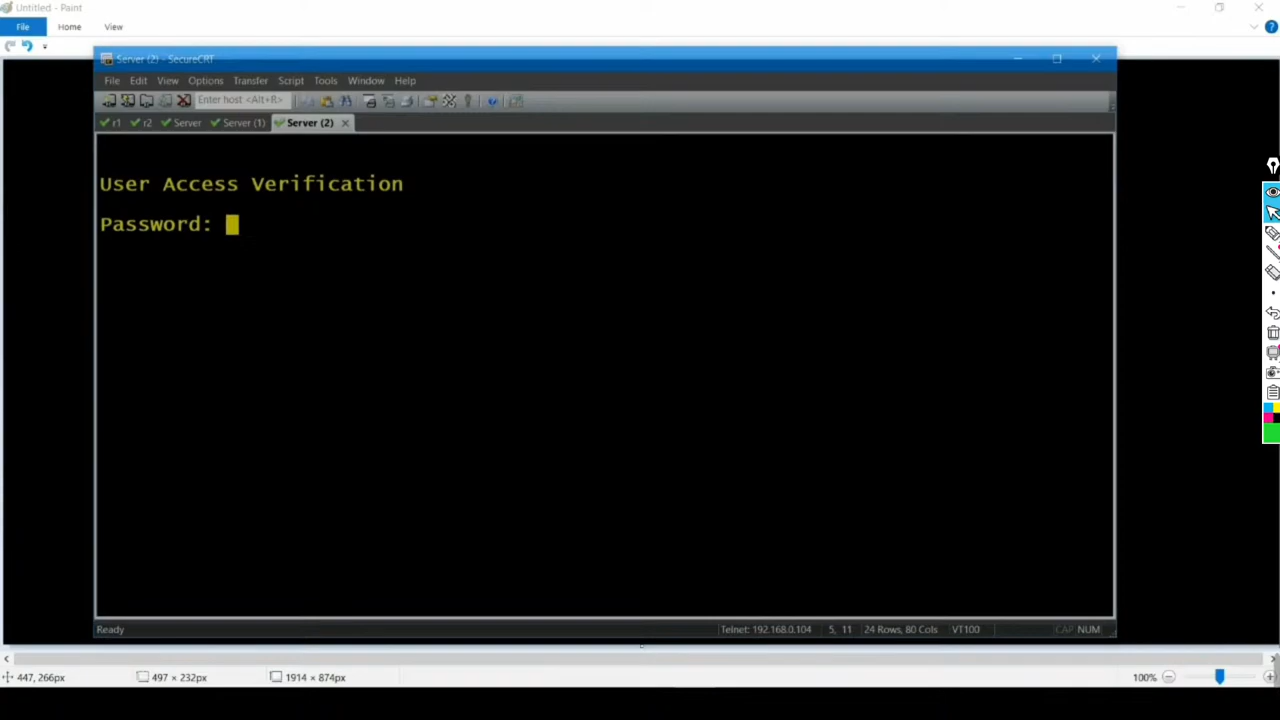 Untitled - Paint
File Home View
Server (2) - SecureCRT
File Edit View Options Transfer Script Tools Window Help
Enter host <Alt+R>
r1 r2 Server Server (1) Server (2)
User Access Verification
Password:
Ready Telnet: 192.168.0.104 5, 11 24 Rows, 80 Cols VT100 CAP NUM
447, 266px 497 × 232px 1914 × 874px 100%